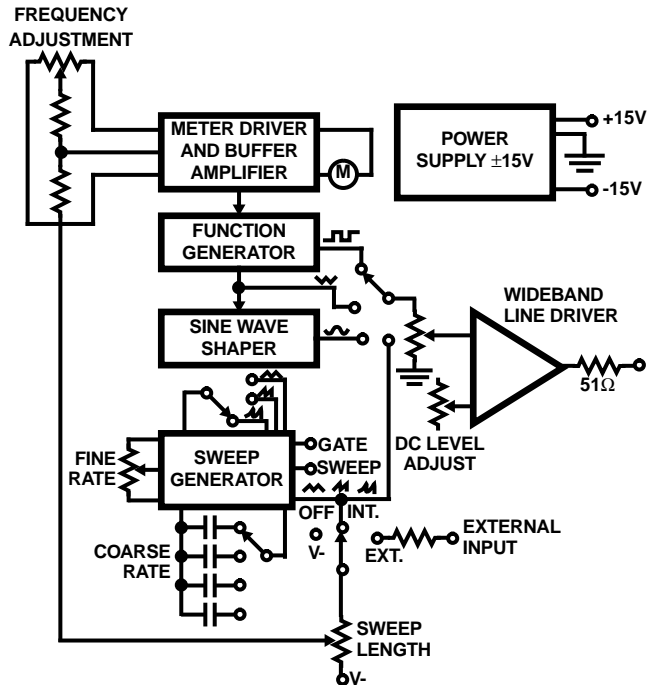 FREQUENCY
ADJUSTMENT
METER DRIVER
AND BUFFER
AMPLIFIER
M
POWER
SUPPLY ±15V
+15V
-15V
FUNCTION
GENERATOR
SINE WAVE
SHAPER
WIDEBAND
LINE DRIVER
51Ω
DC LEVEL
ADJUST
FINE
RATE
SWEEP
GENERATOR
GATE
SWEEP
OFF
INT.
V-
EXT.
EXTERNAL
INPUT
COARSE
RATE
SWEEP
LENGTH
V-